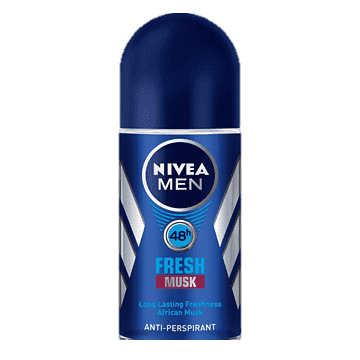 NIVEA
MEN
48h
FRESH
MUSK
Long Lasting Freshness
African Musk
ANTI-PERSPIRANT